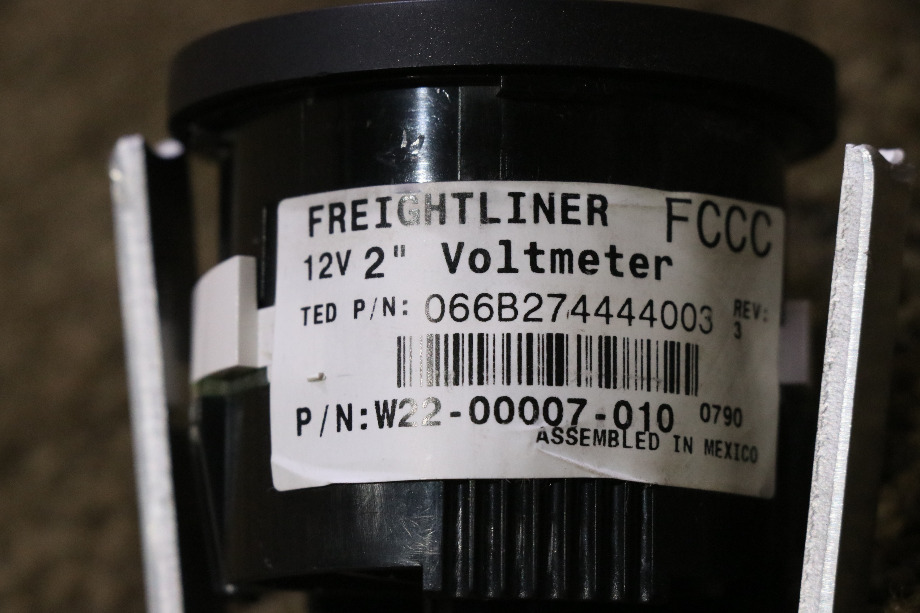 FREIGHTLINER FCCC
12V 2" Voltmeter
TED P/N: 066B274444003 REV: 3
P/N:W22-00007-010 0790
ASSEMBLED IN MEXICO